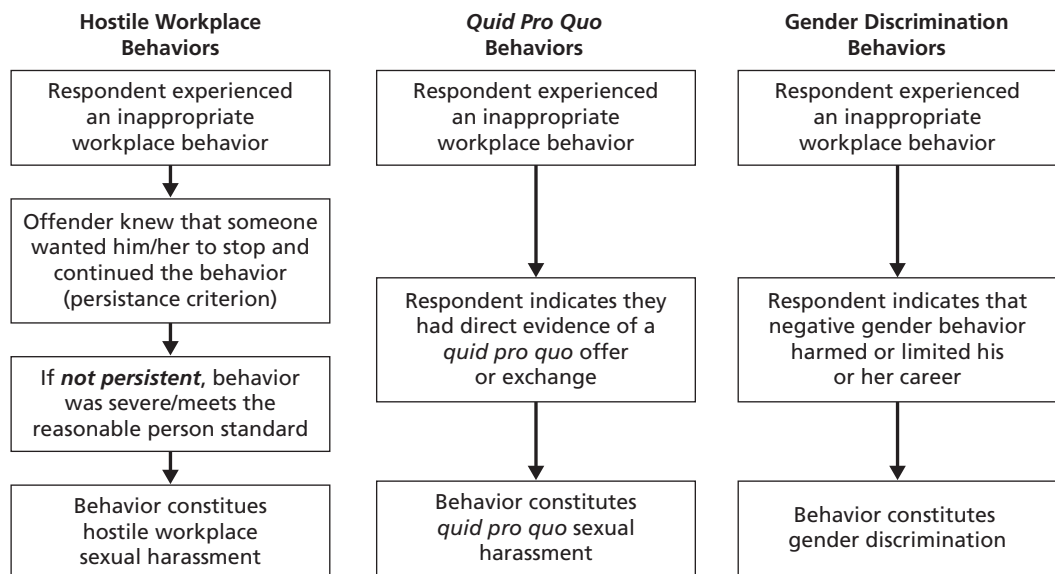 Hostile Workplace
Behaviors
Respondent experienced
an inappropriate
workplace behavior
Offender knew that someone
wanted him/her to stop and
continued the behavior
(persistance criterion)
If not persistent, behavior
was severe/meets the
reasonable person standard
Behavior constitues
hostile workplace
sexual harassment
Quid Pro Quo
Behaviors
Respondent experienced
an inappropriate
workplace behavior
Respondent indicates they
had direct evidence of a
quid pro quo offer
or exchange
Behavior constitutes
quid pro quo sexual
harassment
Gender Discrimination
Behaviors
Respondent experienced
an inappropriate
workplace behavior
Respondent indicates that
negative gender behavior
harmed or limited his
or her career
Behavior constitutes
gender discrimination